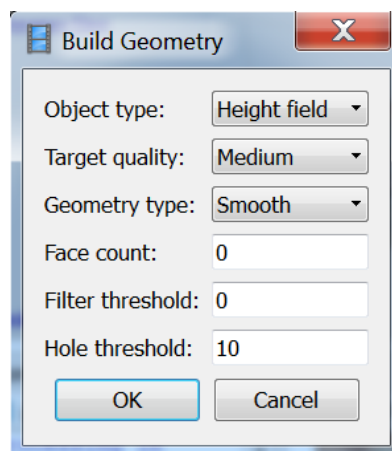 Build Geometry
Object type: Height field
Target quality: Medium
Geometry type: Smooth
Face count: 0
Filter threshold: 0
Hole threshold: 10
OK Cancel